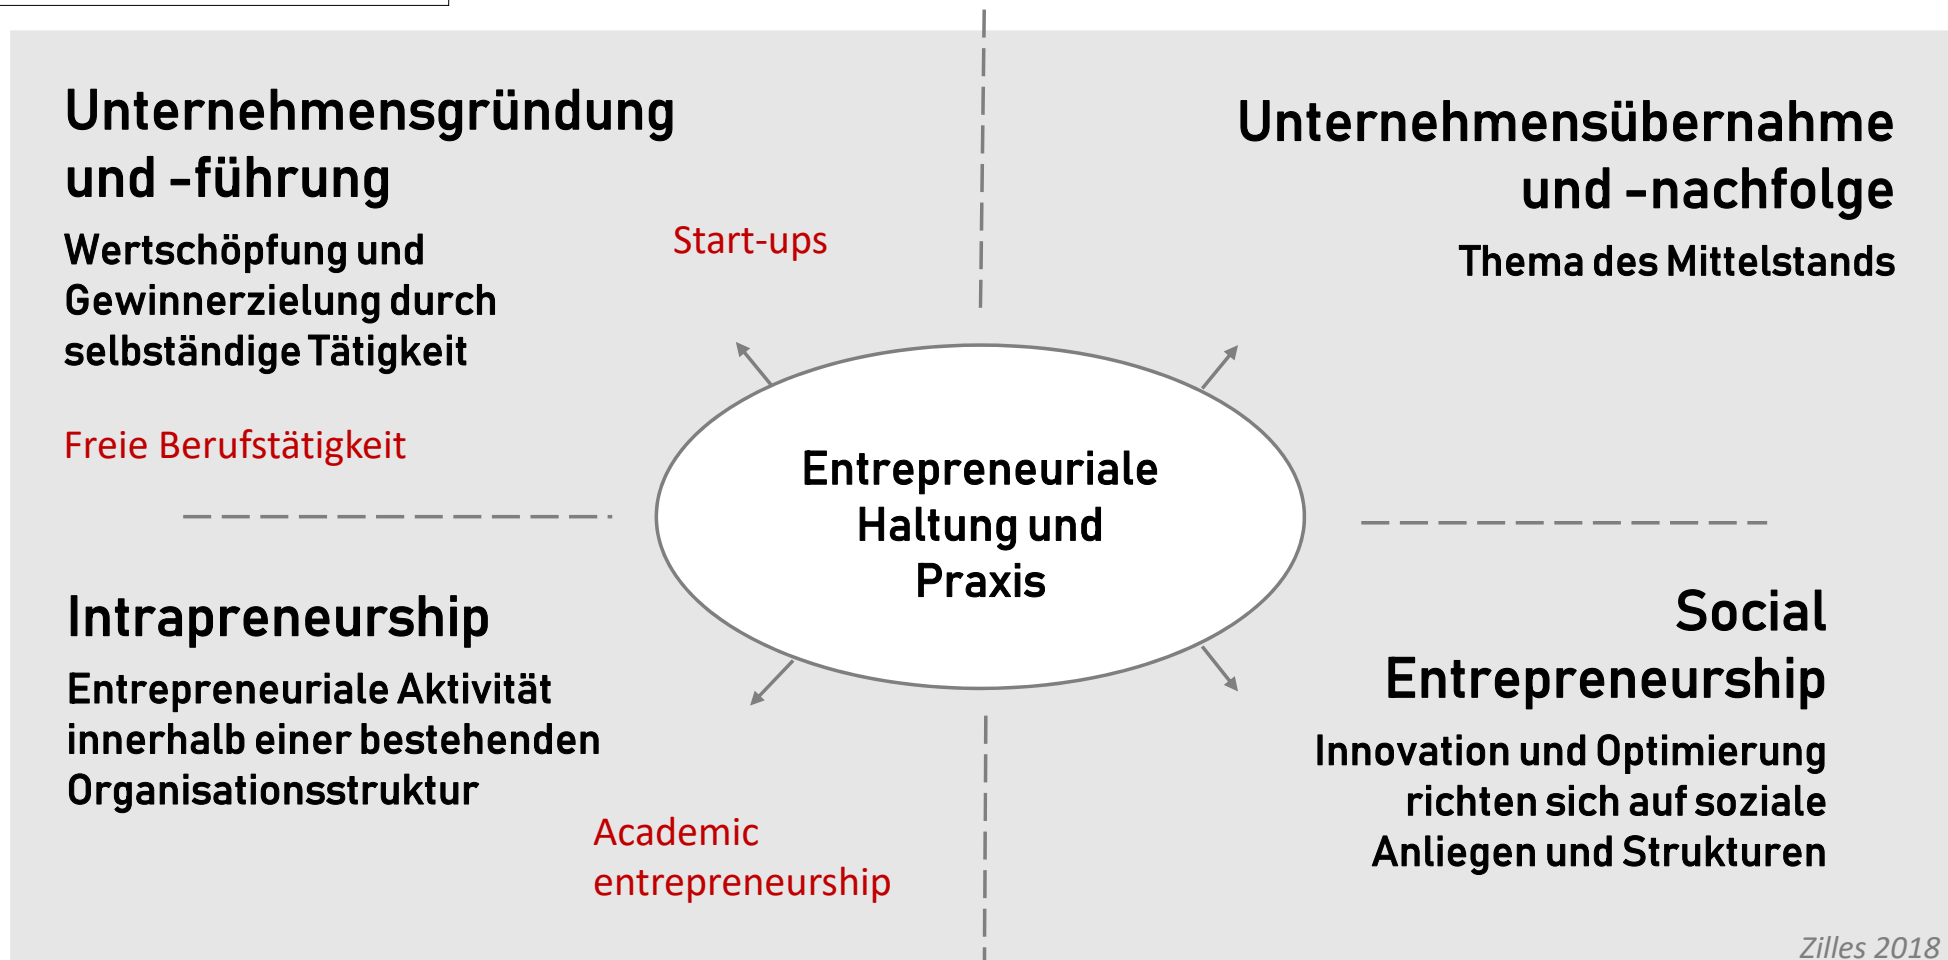 Unternehmensgründung
und -führung
Wertschöpfung und
Gewinnerzielung durch
selbständige Tätigkeit
Start-ups
Freie Berufstätigkeit
Unternehmensübernahme
und -nachfolge
Thema des Mittelstands
Entrepreneuriale
Haltung und
Praxis
Intrapreneurship
Entrepreneuriale Aktivität
innerhalb einer bestehenden
Organisationsstruktur
Academic
entrepreneurship
Social
Entrepreneurship
Innovation und Optimierung
richten sich auf soziale
Anliegen und Strukturen
Zilles 2018